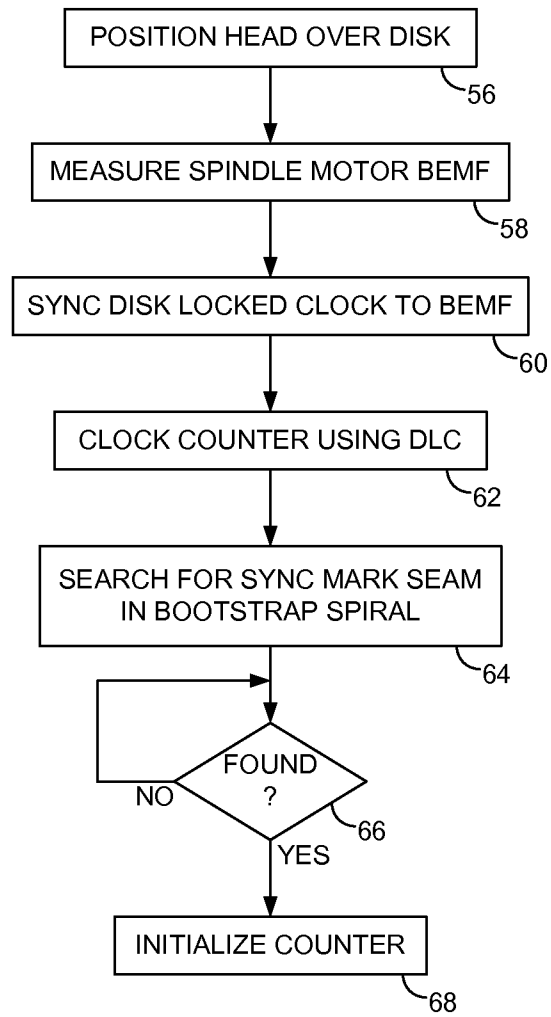 POSITION HEAD OVER DISK
56
MEASURE SPINDLE MOTOR BEMF
58
SYNC DISK LOCKED CLOCK TO BEMF
60
CLOCK COUNTER USING DLC
62
SEARCH FOR SYNC MARK SEAM
IN BOOTSTRAP SPIRAL
64
FOUND
?
NO
66
YES
INITIALIZE COUNTER
68